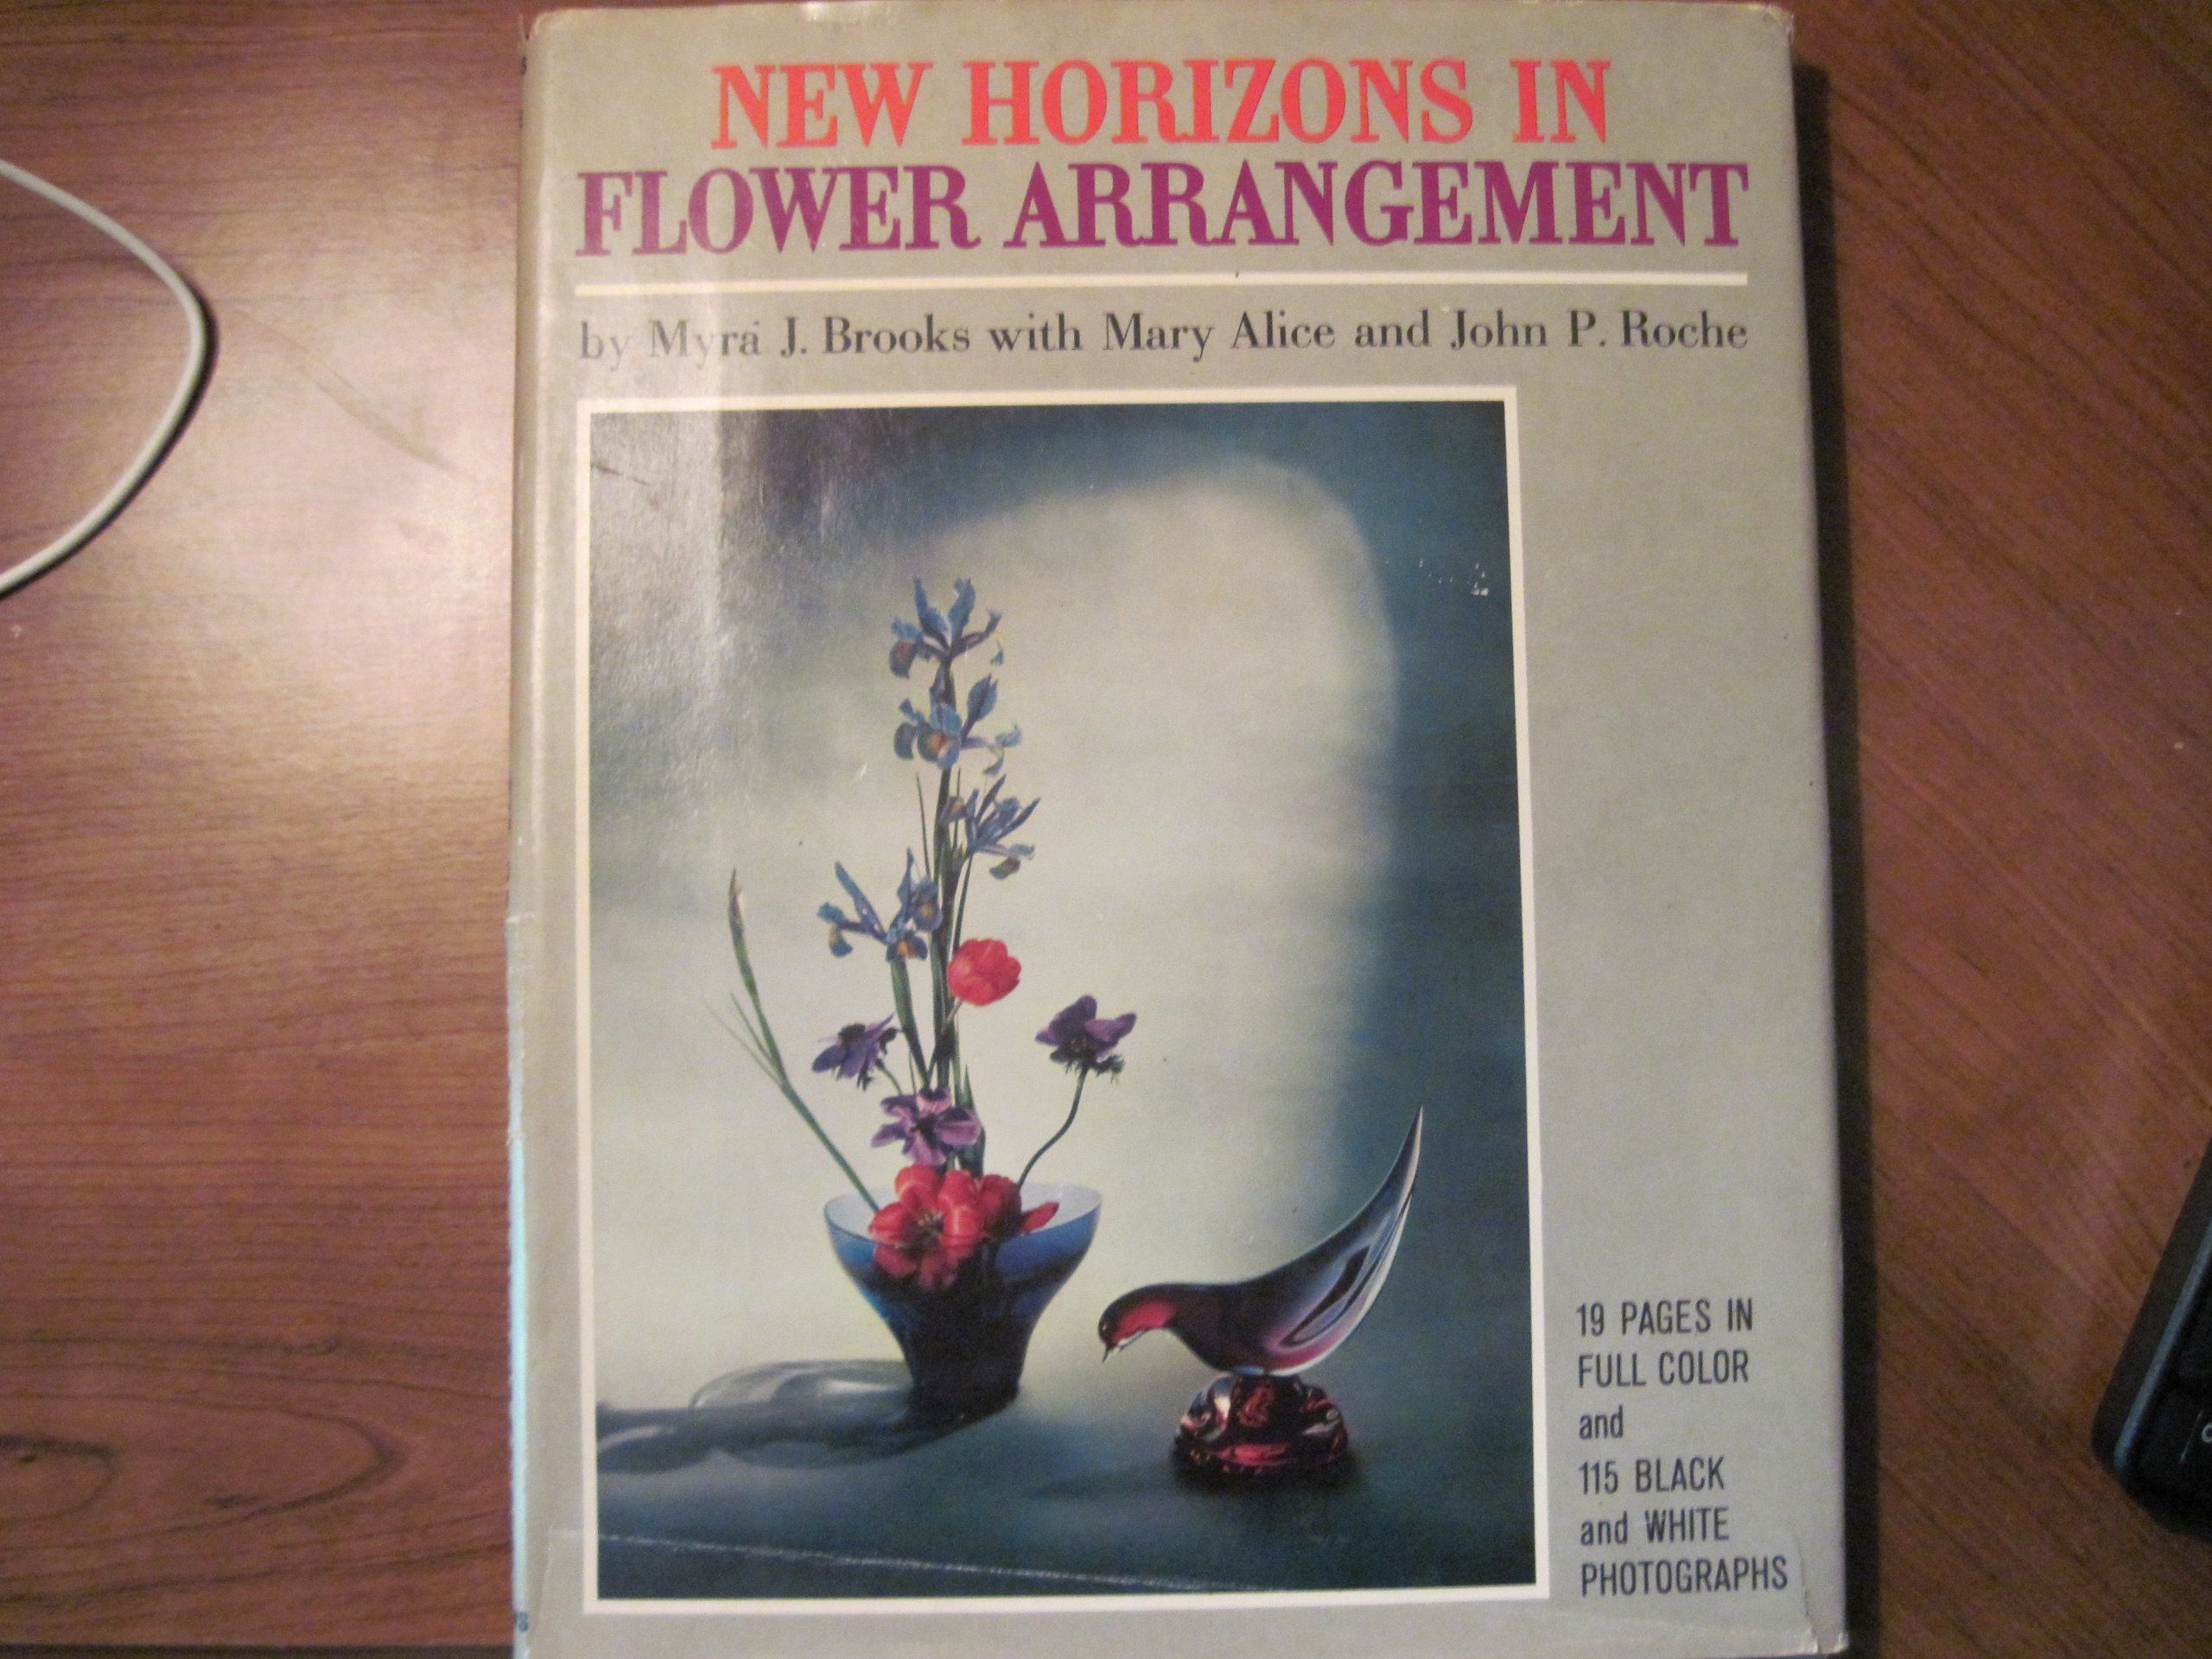 NEW HORIZONS IN
FLOWER ARRANGEMENT
by Myra J. Brooks with Mary Alice and John P. Roche
19 PAGES IN
FULL COLOR
and
115 BLACK
and WHITE
PHOTOGRAPHS